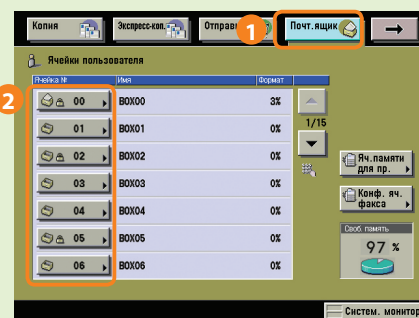 Копия
Экспресс-коп.
Отправ
1
Почт.ящик
Ячейки пользователя
Ячейка №
Имя
Формат
2
00 BOX00 3%
01 BOX01 0%
02 BOX02 0%
03 BOX03 0%
04 BOX04 0%
05 BOX05 0%
06 BOX06 0%
1/15
Яч.памяти
для пр.
Конф. яч.
факса
Своб. память
97 %
Систем. монитор